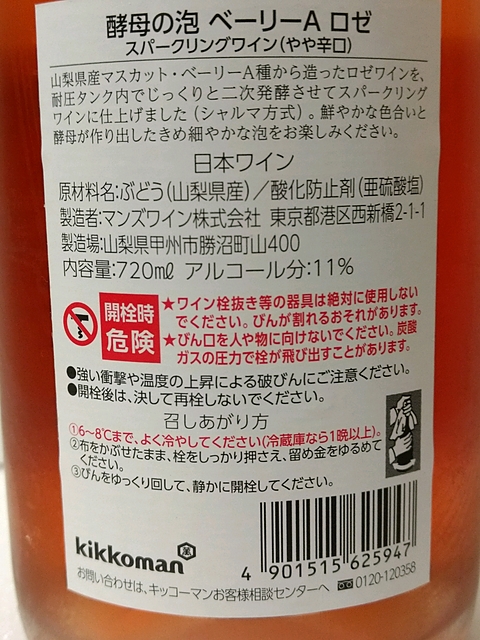 酵母の泡 ベーリーA ロゼ
スパークリングワイン(やや辛口)
山梨県産マスカット・ベーリーA種から造ったロゼワインを、
耐圧タンク内でじっくりと二次発酵させてスパークリング
ワインに仕上げました(シャルマ方式)。鮮やかな色合いと
酵母が作り出したきめ細やかな泡をお楽しみください。
日本ワイン
原材料名:ぶどう(山梨県産)/酸化防止剤(亜硫酸塩)
製造者:マンズワイン株式会社 東京都港区西新橋2-1-1
製造場:山梨県甲州市勝沼町山400
内容量:720mℓ アルコール分:11%
開栓時
危険
★ワイン栓抜き等の器具は絶対に使用しない
でください。びんが割れるおそれがあります。
★びん口を人や物に向けないでください。炭酸
ガスの圧力で栓が飛び出すことがあります。
●強い衝撃や温度の上昇による破びんにご注意ください。
●開栓後は、決して再栓しないでください。
召しあがり方
①6〜8℃まで、よく冷やしてください(冷蔵庫なら1晩以上)。
②布をかぶせたまま、栓をしっかり押さえ、留め金をゆるめて
ください。
③びんをゆっくり回して、静かに開栓してください。
kikkoman
萬
4 901515 625947
お問い合わせは、キッコーマンお客様相談センターへ 0120-120358